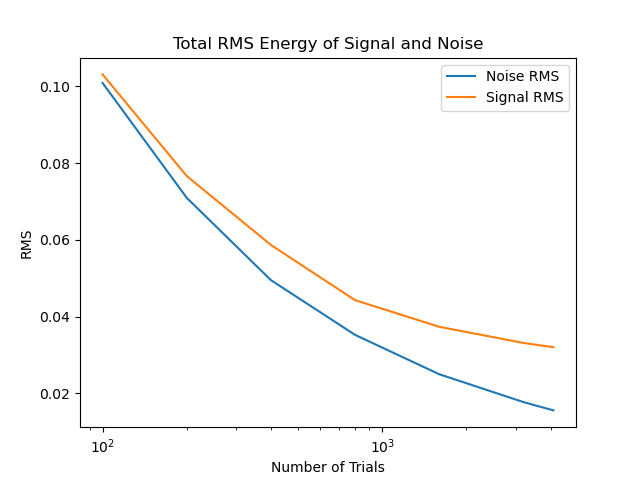 Total RMS Energy of Signal and Noise
Noise RMS
Signal RMS
0.10
0.08
0.06
0.04
0.02
RMS
10²
10³
Number of Trials